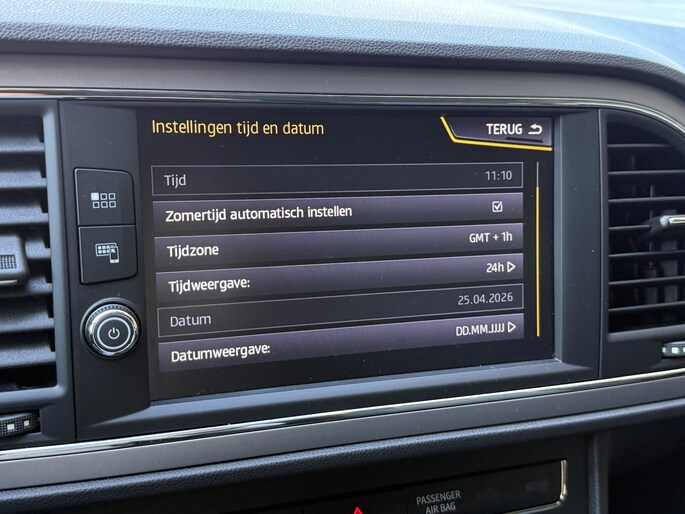 Instellingen tijd en datum
TERUG
Tijd 11:10
Zomertijd automatisch instellen
Tijdzone GMT + 1h
Tijdweergave: 24h
Datum 25.04.2026
Datumweergave: DD.MM.JJJJ
PASSENGER
AIR BAG